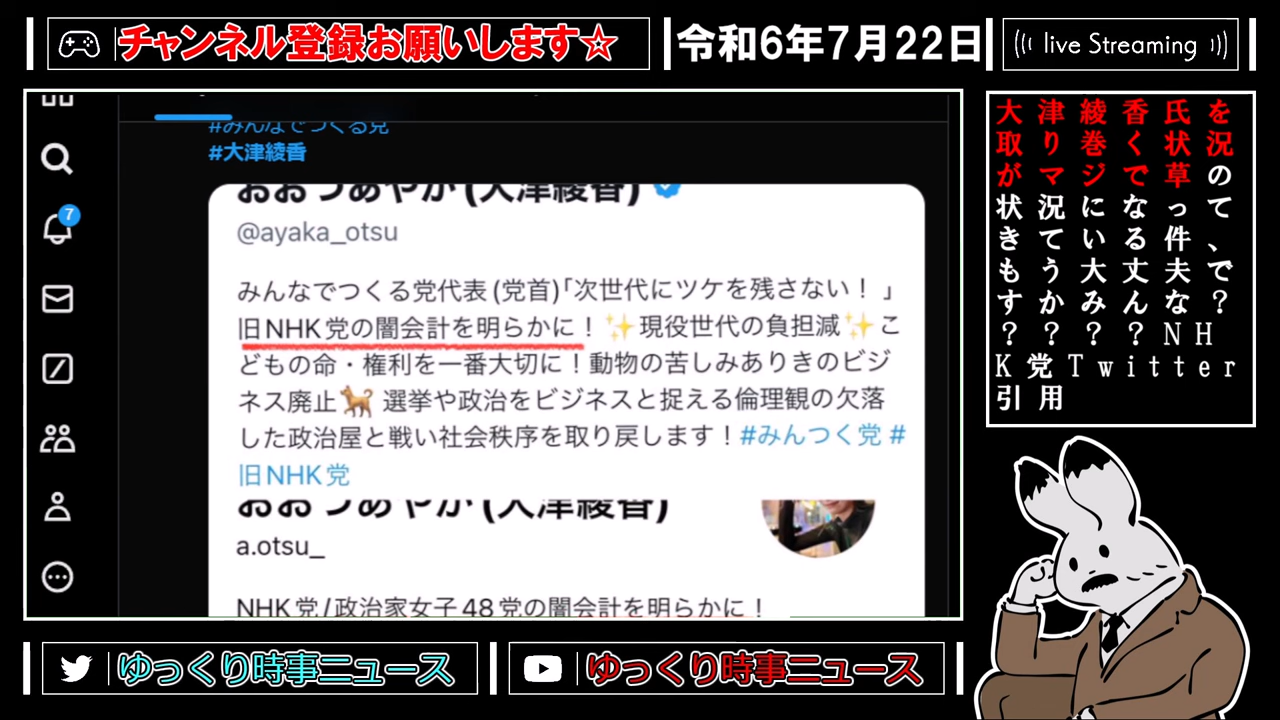 チャンネル登録お願いします☆
令和6年7月22日
live Streaming
#みんなでつくる党
#大津綾香
おおつあやか (大津綾香)
@ayaka_otsu
みんなでつくる党代表 (党首)｢次世代にツケを残さない！｣
旧NHK党の闇会計を明らかに！✨現役世代の負担減✨こ
どもの命・権利を一番大切に！動物の苦しみありきのビジ
ネス廃止🐕 選挙や政治をビジネスと捉える倫理観の欠落
した政治屋と戦い社会秩序を取り戻します！#みんつく党 #
旧NHK党
おおつあやか (大津綾香)
a.otsu_
NHK党/政治家女子48党の闇会計を明らかに！
7
大津綾香氏を
取り巻く状況
がマジで草の
状況になって
きている件、
もうすっ大丈夫で
すか？みんな？
？？？？NH
K党Twitter
引用
ゆっくり時事ニュース
ゆっくり時事ニュース